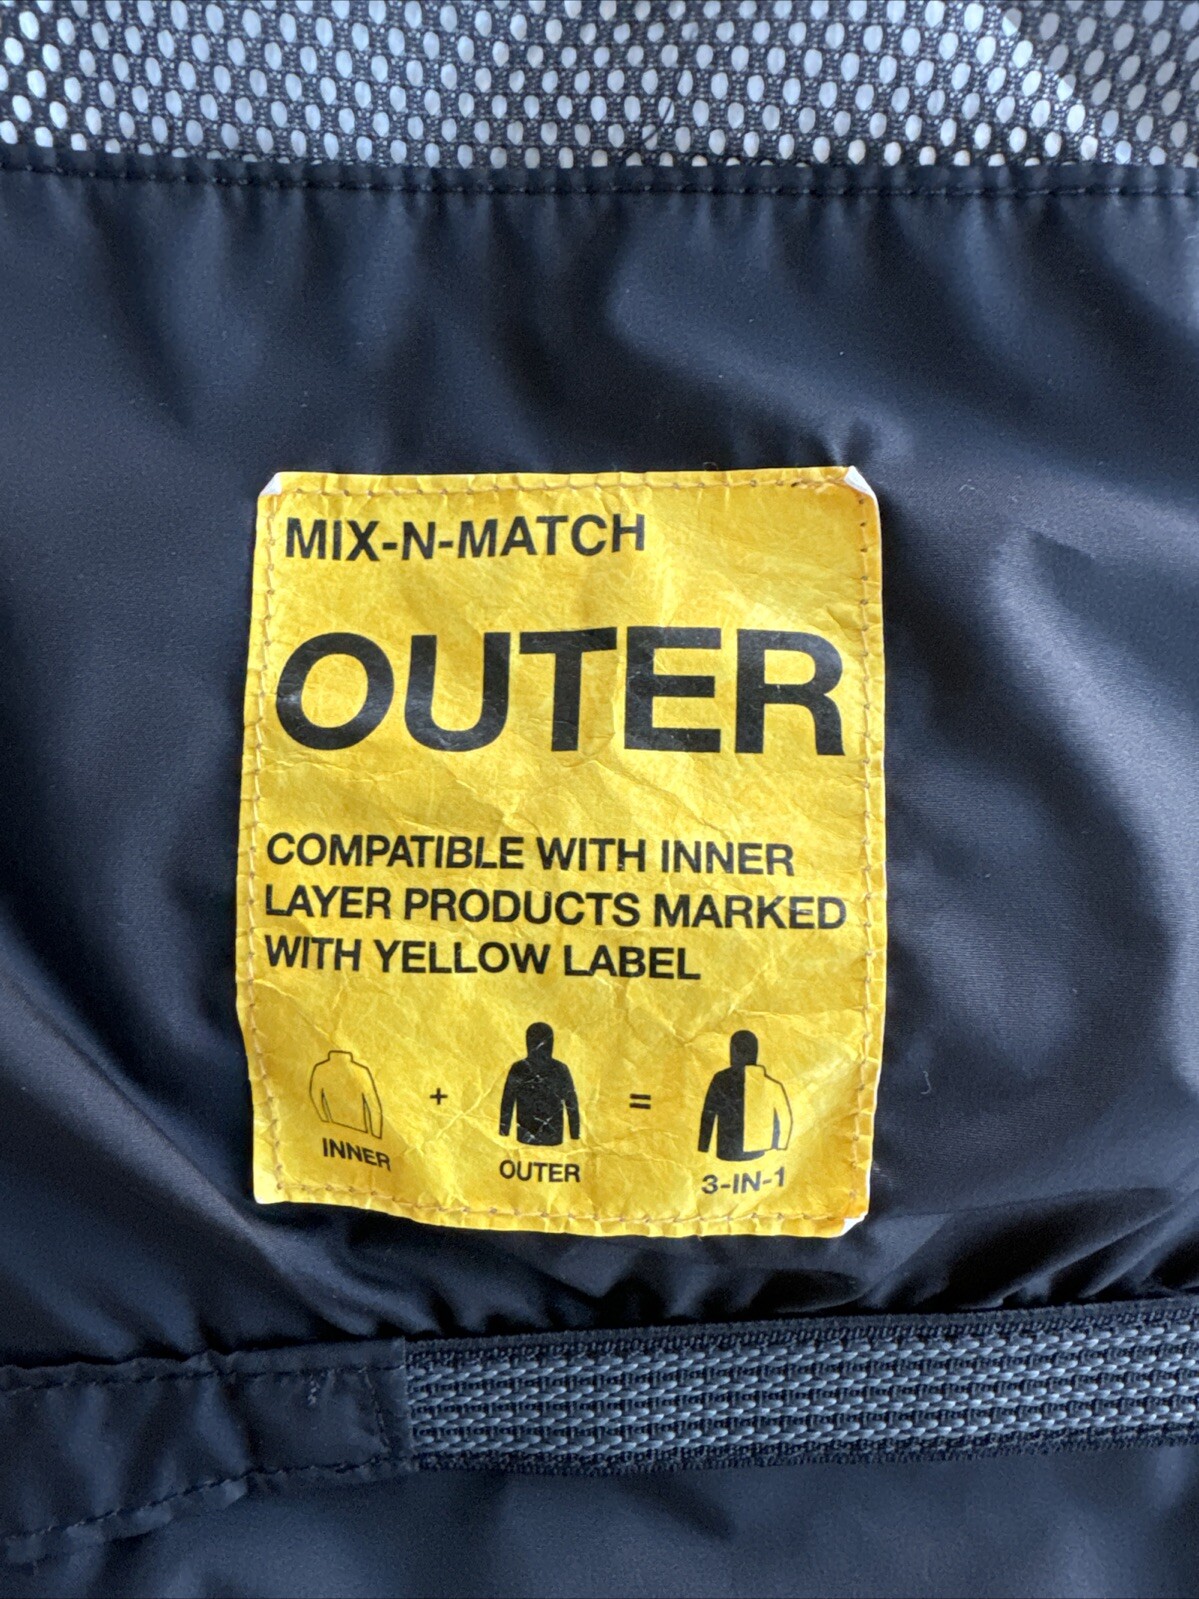 MIX-N-MATCH
OUTER
COMPATIBLE WITH INNER
LAYER PRODUCTS MARKED
WITH YELLOW LABEL
+ =
INNER OUTER 3-IN-1